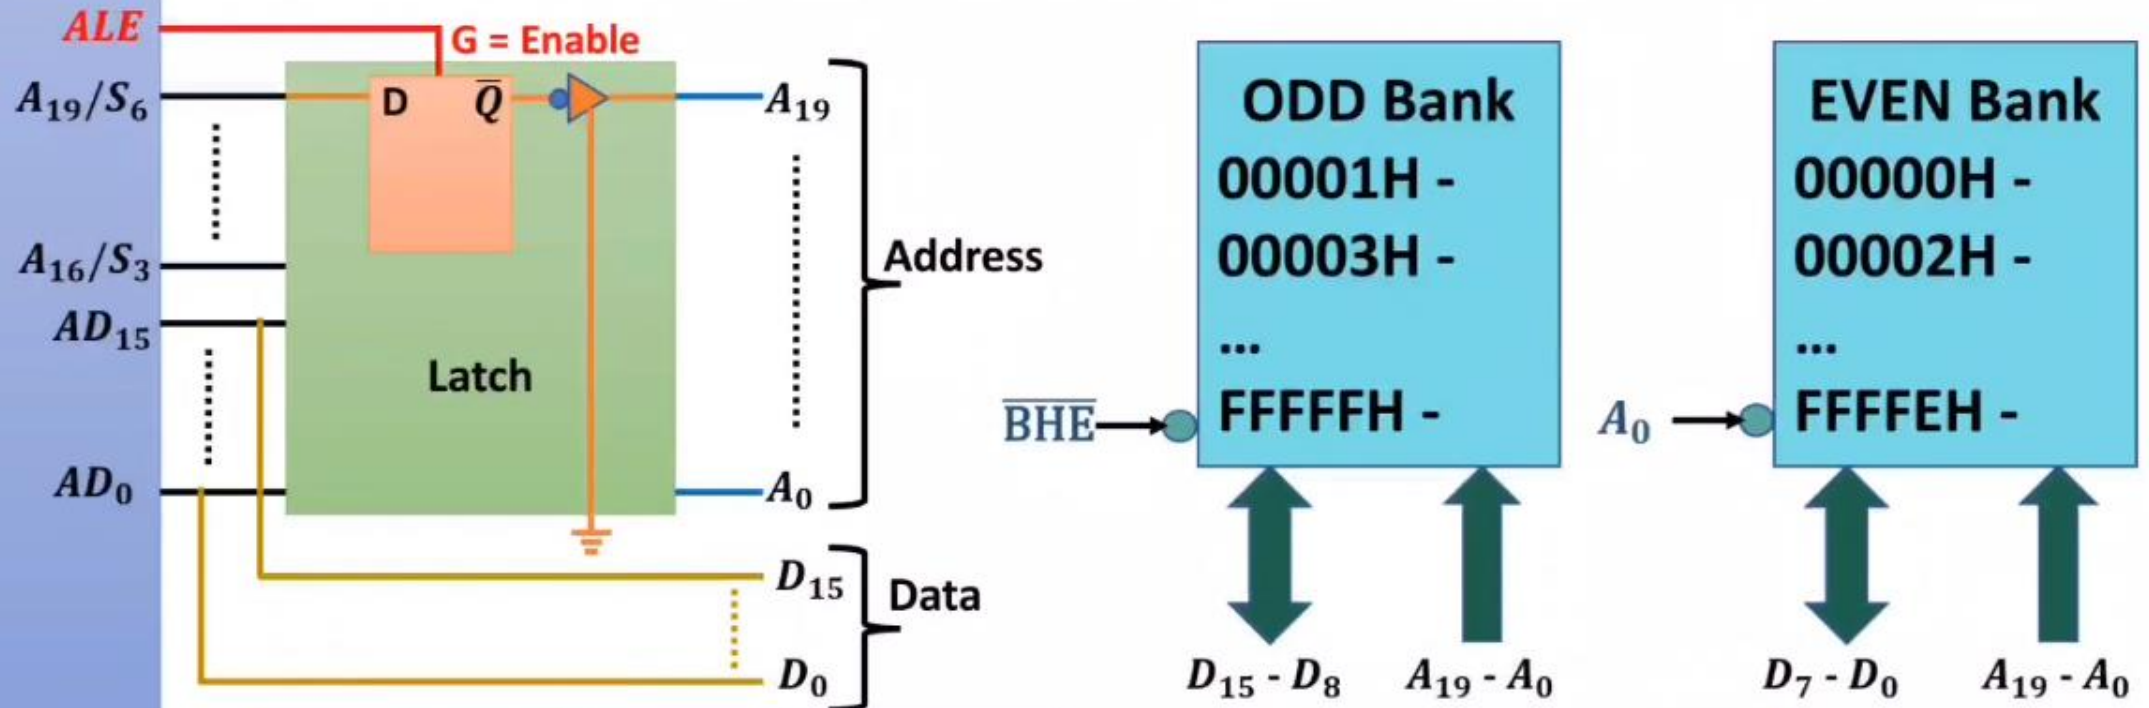 ALE
G = Enable
A₁₉/S₆
D
Q̅
A₁₉
A₁₆/S₃
AD₁₅
Latch
AD₀
A₀
Address
D₁₅
Data
D₀
ODD Bank
00001H -
00003H -
...
FFFFFH -
B̅H̅E̅
D₁₅ - D₈
A₁₉ - A₀
EVEN Bank
00000H -
00002H -
...
FFFFEH -
A₀
D₇ - D₀
A₁₉ - A₀